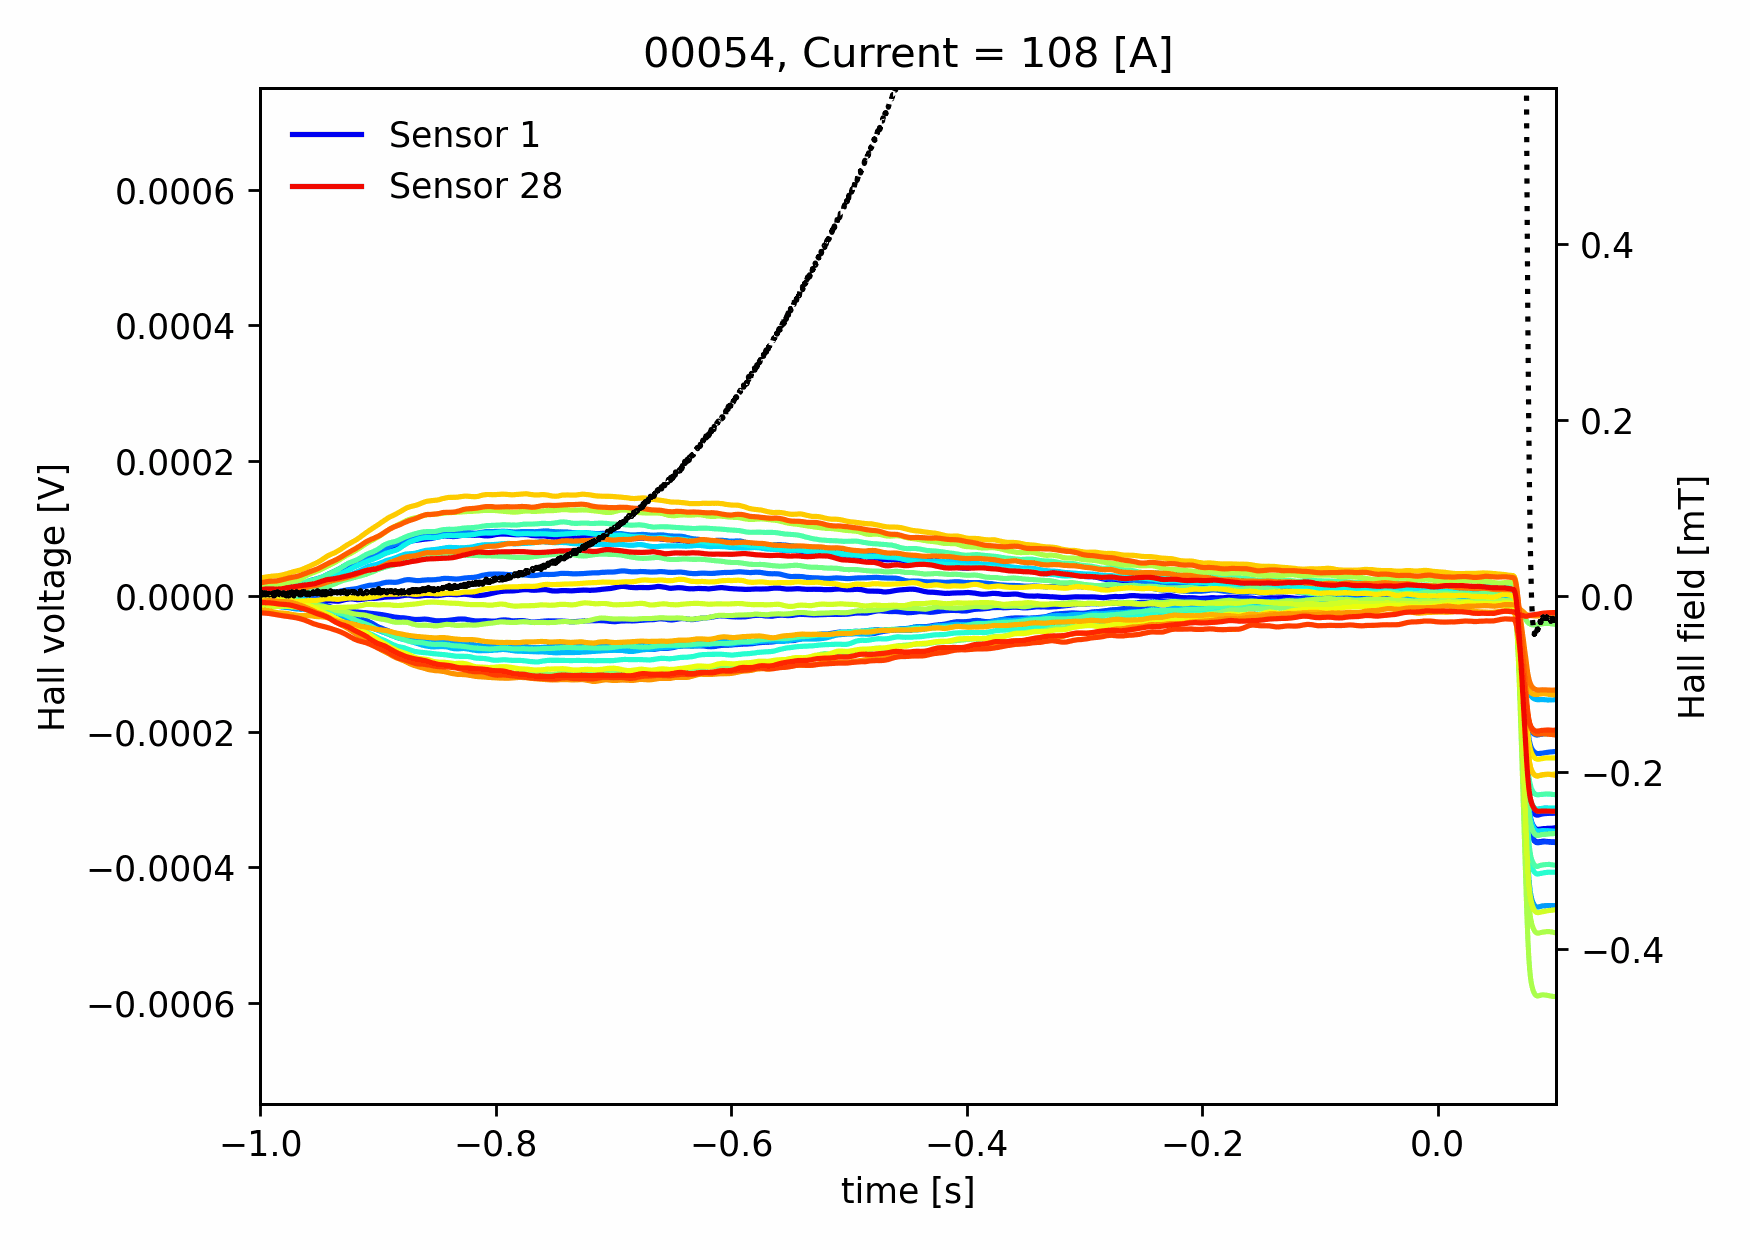 00054, Current = 108 [A]
Sensor 1
Sensor 28
0.0006
0.0004
0.0002
0.0000
−0.0002
−0.0004
−0.0006
Hall voltage [V]
0.4
0.2
0.0
−0.2
−0.4
Hall field [mT]
−1.0 −0.8 −0.6 −0.4 −0.2 0.0
time [s]